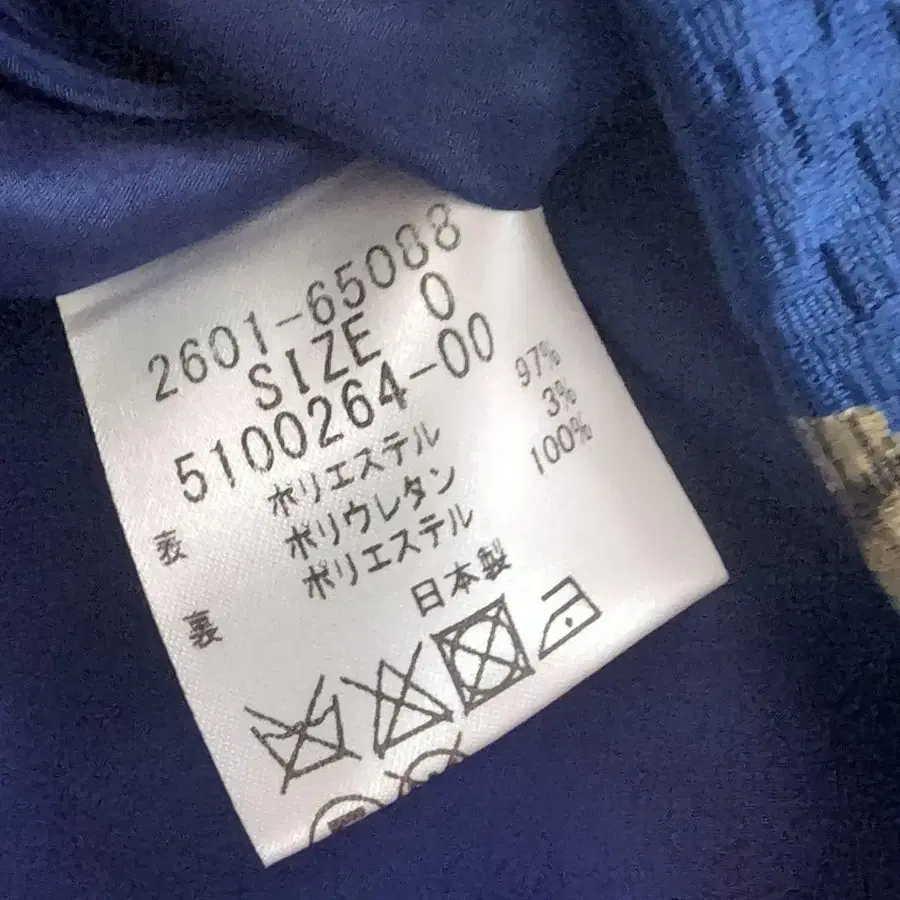 2601-65088
SIZE 0
5100264-00
表 ポリエステル 97%
ポリウレタン 3%
裏 ポリエステル 100%
日本製